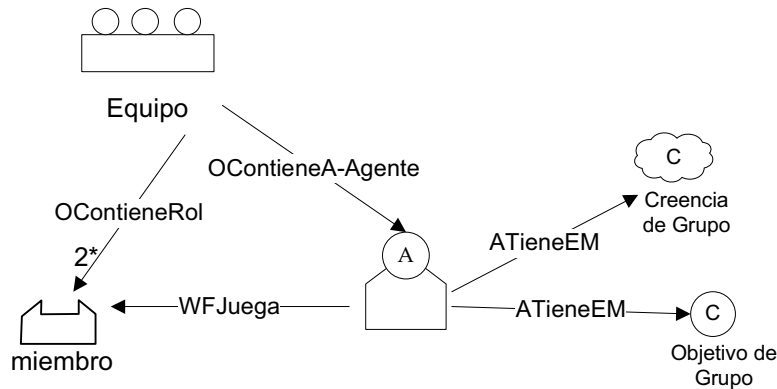 Equipo
OContieneA-Agente
C
Creencia
de Grupo
OContieneRol
ATieneEM
A
2*
WFJuega
ATieneEM
C
miembro
Objetivo de
Grupo